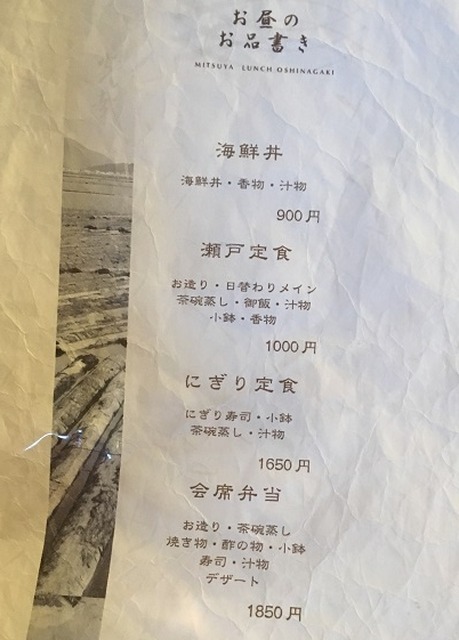 お昼の
お品書き
MITSUYA LUNCH OSHINAGAKI
海鮮丼
海鮮丼・香物・汁物
900円
瀬戸定食
お造り・日替わりメイン
茶碗蒸し・御飯・汁物
小鉢・香物
1000円
にぎり定食
にぎり寿司・小鉢
茶碗蒸し・汁物
1650円
会席弁当
お造り・茶碗蒸し
焼き物・酢の物・小鉢
寿司・汁物
デザート
1850円